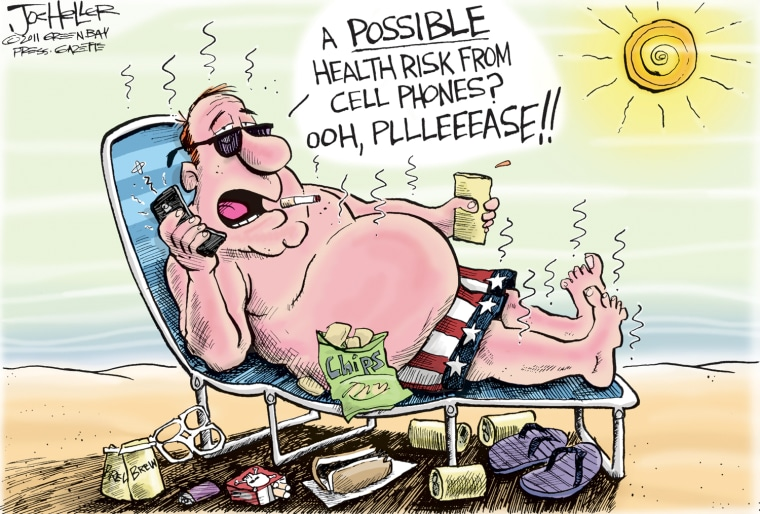 JOE HELLER
©2011 GREEN BAY
PRESS-GAZETTE
A POSSIBLE
HEALTH RISK FROM
CELL PHONES?
OOH, PLLLEEEASE!!
Chips
BREW